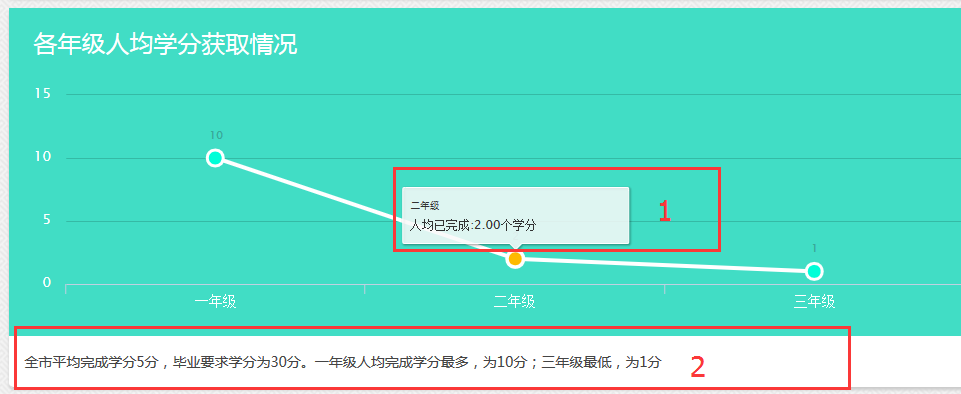 各年级人均学分获取情况
15
10
10
二年级
1
人均已完成:2.00个学分
5
1
0
一年级 二年级 三年级
全市平均完成学分5分，毕业要求学分为30分。一年级人均完成学分最多，为10分；三年级最低，为1分 2